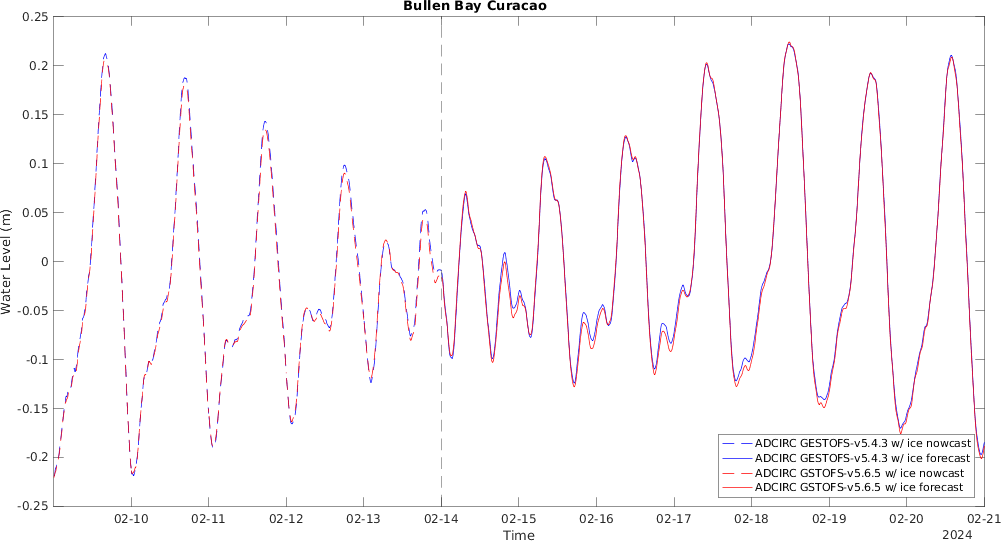 Bullen Bay Curacao
Water Level (m)
0.25
0.2
0.15
0.1
0.05
0
-0.05
-0.1
-0.15
-0.2
-0.25
ADCIRC GESTOFS-v5.4.3 w/ ice nowcast
ADCIRC GESTOFS-v5.4.3 w/ ice forecast
ADCIRC GSTOFS-v5.6.5 w/ ice nowcast
ADCIRC GSTOFS-v5.6.5 w/ ice forecast
02-10 02-11 02-12 02-13 02-14 02-15 02-16 02-17 02-18 02-19 02-20 02-21
Time
2024